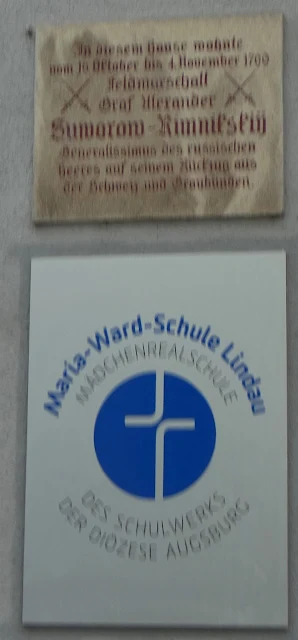 In diesem Hause wohnte
vom 16. Oktober bis 4. November 1799
Feldmarschall
Graf Alexander
Suworow-Rimnikskij
Generalissimus des russischen
Heeres auf seinem Rückzug aus
der Schweiz und Graubünden.
Maria-Ward-Schule Lindau
MÄDCHENREALSCHULE
DES SCHULWERKS
DER DIÖZESE AUGSBURG